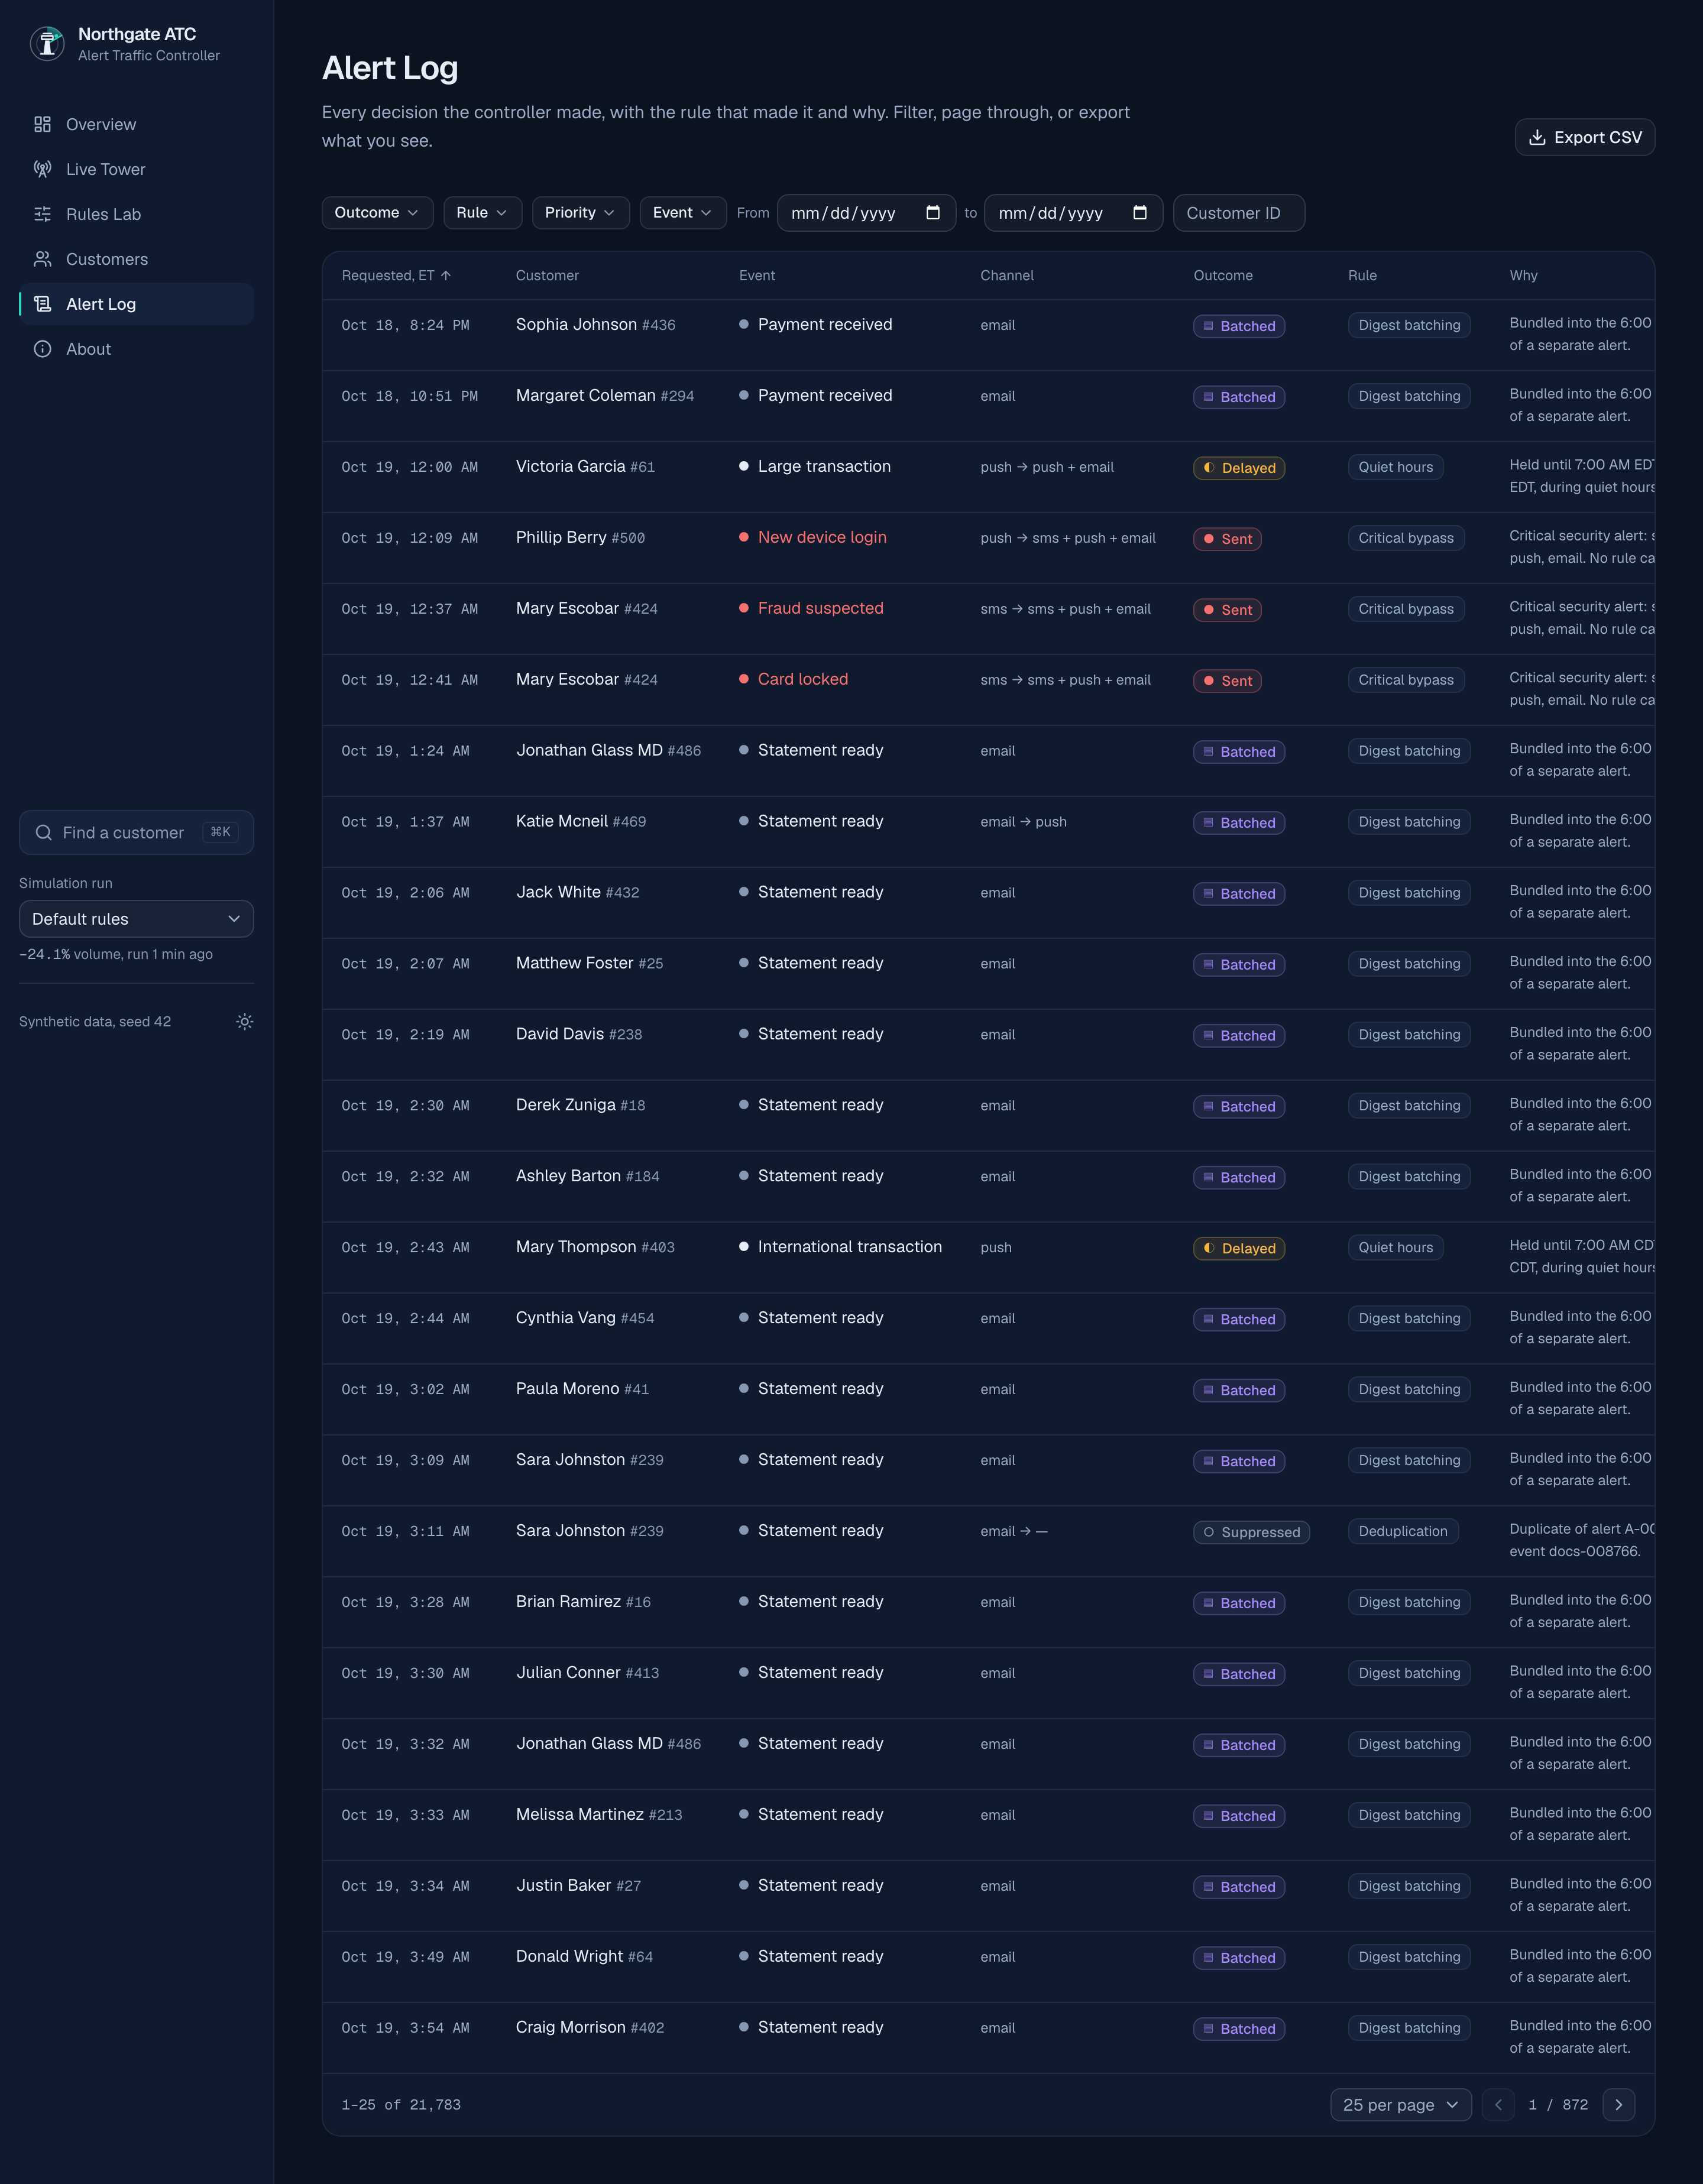 Northgate ATC
Alert Traffic Controller
Overview
Live Tower
Rules Lab
Customers
Alert Log
About
Find a customer ⌘K
Simulation run
Default rules
−24.1% volume, run 1 min ago
Synthetic data, seed 42
Alert Log
Every decision the controller made, with the rule that made it and why. Filter, page through, or export
what you see.
Export CSV
Outcome Rule Priority Event From mm/dd/yyyy to mm/dd/yyyy Customer ID
Requested, ET ↑ Customer Event Channel Outcome Rule Why
Oct 18, 8:24 PM Sophia Johnson #436 Payment received email Batched Digest batching Bundled into the 6:00
of a separate alert.
Oct 18, 10:51 PM Margaret Coleman #294 Payment received email Batched Digest batching Bundled into the 6:00
of a separate alert.
Oct 19, 12:00 AM Victoria Garcia #61 Large transaction push → push + email Delayed Quiet hours Held until 7:00 AM EDT
EDT, during quiet hours
Oct 19, 12:09 AM Phillip Berry #500 New device login push → sms + push + email Sent Critical bypass Critical security alert:
push, email. No rule ca
Oct 19, 12:37 AM Mary Escobar #424 Fraud suspected sms → sms + push + email Sent Critical bypass Critical security alert:
push, email. No rule ca
Oct 19, 12:41 AM Mary Escobar #424 Card locked sms → sms + push + email Sent Critical bypass Critical security alert:
push, email. No rule ca
Oct 19, 1:24 AM Jonathan Glass MD #486 Statement ready email Batched Digest batching Bundled into the 6:00
of a separate alert.
Oct 19, 1:37 AM Katie Mcneil #469 Statement ready email → push Batched Digest batching Bundled into the 6:00
of a separate alert.
Oct 19, 2:06 AM Jack White #432 Statement ready email Batched Digest batching Bundled into the 6:00
of a separate alert.
Oct 19, 2:07 AM Matthew Foster #25 Statement ready email Batched Digest batching Bundled into the 6:00
of a separate alert.
Oct 19, 2:19 AM David Davis #238 Statement ready email Batched Digest batching Bundled into the 6:00
of a separate alert.
Oct 19, 2:30 AM Derek Zuniga #18 Statement ready email Batched Digest batching Bundled into the 6:00
of a separate alert.
Oct 19, 2:32 AM Ashley Barton #184 Statement ready email Batched Digest batching Bundled into the 6:00
of a separate alert.
Oct 19, 2:43 AM Mary Thompson #403 International transaction push Delayed Quiet hours Held until 7:00 AM CDT
CDT, during quiet hours
Oct 19, 2:44 AM Cynthia Vang #454 Statement ready email Batched Digest batching Bundled into the 6:00
of a separate alert.
Oct 19, 3:02 AM Paula Moreno #41 Statement ready email Batched Digest batching Bundled into the 6:00
of a separate alert.
Oct 19, 3:09 AM Sara Johnston #239 Statement ready email Batched Digest batching Bundled into the 6:00
of a separate alert.
Oct 19, 3:11 AM Sara Johnston #239 Statement ready email → — Suppressed Deduplication Duplicate of alert A-00
event docs-008766.
Oct 19, 3:28 AM Brian Ramirez #16 Statement ready email Batched Digest batching Bundled into the 6:00
of a separate alert.
Oct 19, 3:30 AM Julian Conner #413 Statement ready email Batched Digest batching Bundled into the 6:00
of a separate alert.
Oct 19, 3:32 AM Jonathan Glass MD #486 Statement ready email Batched Digest batching Bundled into the 6:00
of a separate alert.
Oct 19, 3:33 AM Melissa Martinez #213 Statement ready email Batched Digest batching Bundled into the 6:00
of a separate alert.
Oct 19, 3:34 AM Justin Baker #27 Statement ready email Batched Digest batching Bundled into the 6:00
of a separate alert.
Oct 19, 3:49 AM Donald Wright #64 Statement ready email Batched Digest batching Bundled into the 6:00
of a separate alert.
Oct 19, 3:54 AM Craig Morrison #402 Statement ready email Batched Digest batching Bundled into the 6:00
of a separate alert.
1–25 of 21,783 25 per page 1 / 872